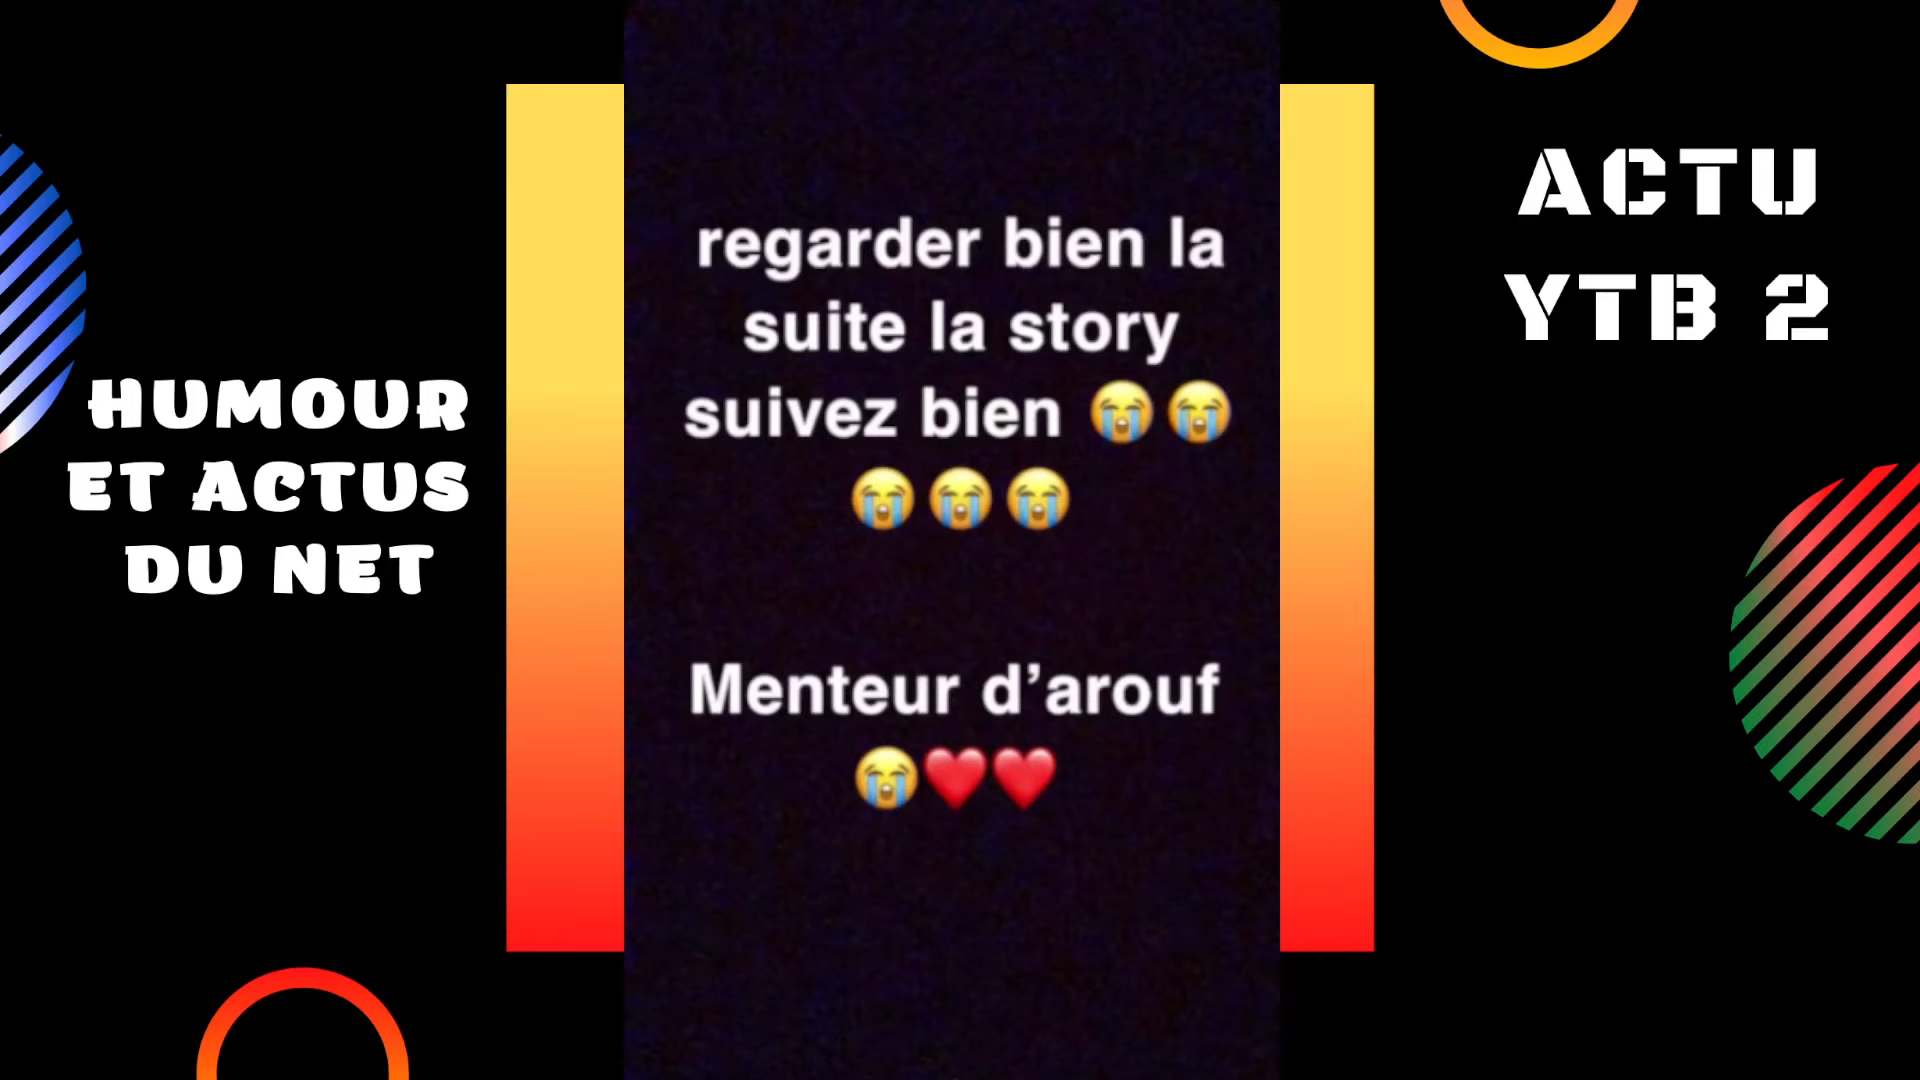 HUMOUR
ET ACTUS
DU NET
regarder bien la
suite la story
suivez bien 😭😭
😭😭😭
Menteur d’arouf
😭❤️❤️
ACTU
YTB 2